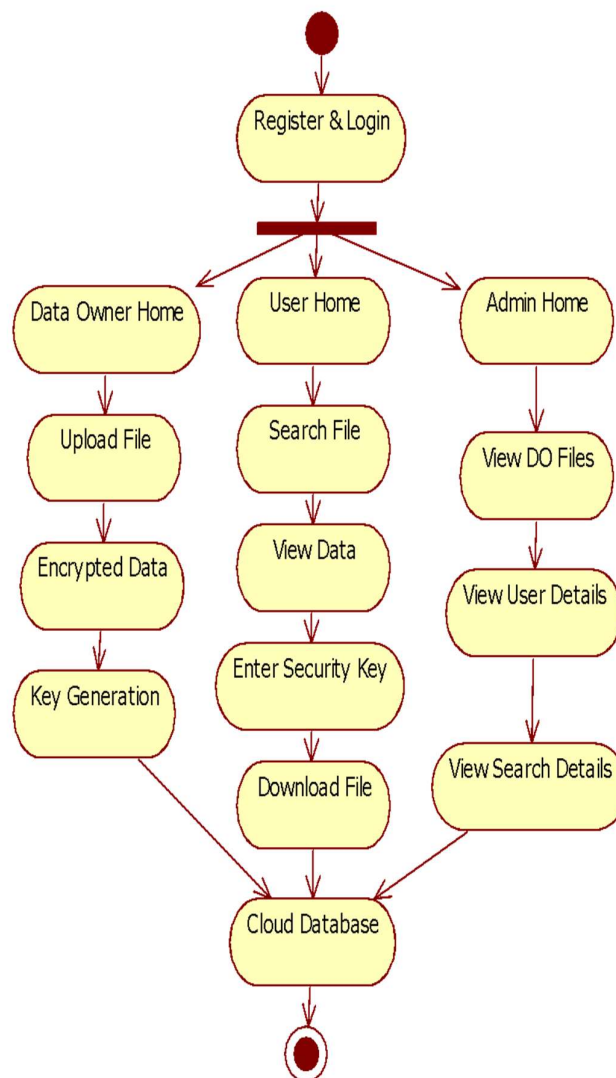 Register & Login
Data Owner Home
User Home
Admin Home
Upload File
Search File
View DO Files
Encrypted Data
View Data
View User Details
Key Generation
Enter Security Key
View Search Details
Download File
Cloud Database